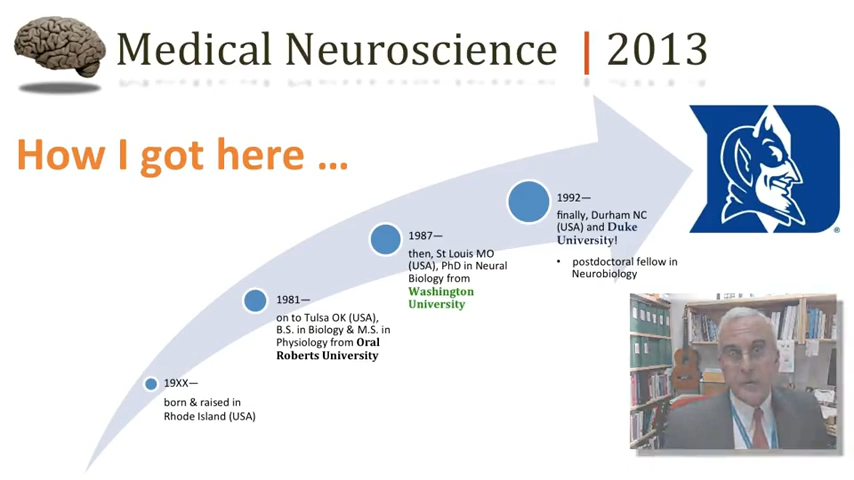 Medical Neuroscience | 2013
How I got here …
1992—
finally, Durham NC
(USA) and Duke
University!
• postdoctoral fellow in
Neurobiology
1987—
then, St Louis MO
(USA), PhD in Neural
Biology from
Washington
University
1981—
on to Tulsa OK (USA),
B.S. in Biology & M.S. in
Physiology from Oral
Roberts University
19XX—
born & raised in
Rhode Island (USA)
®